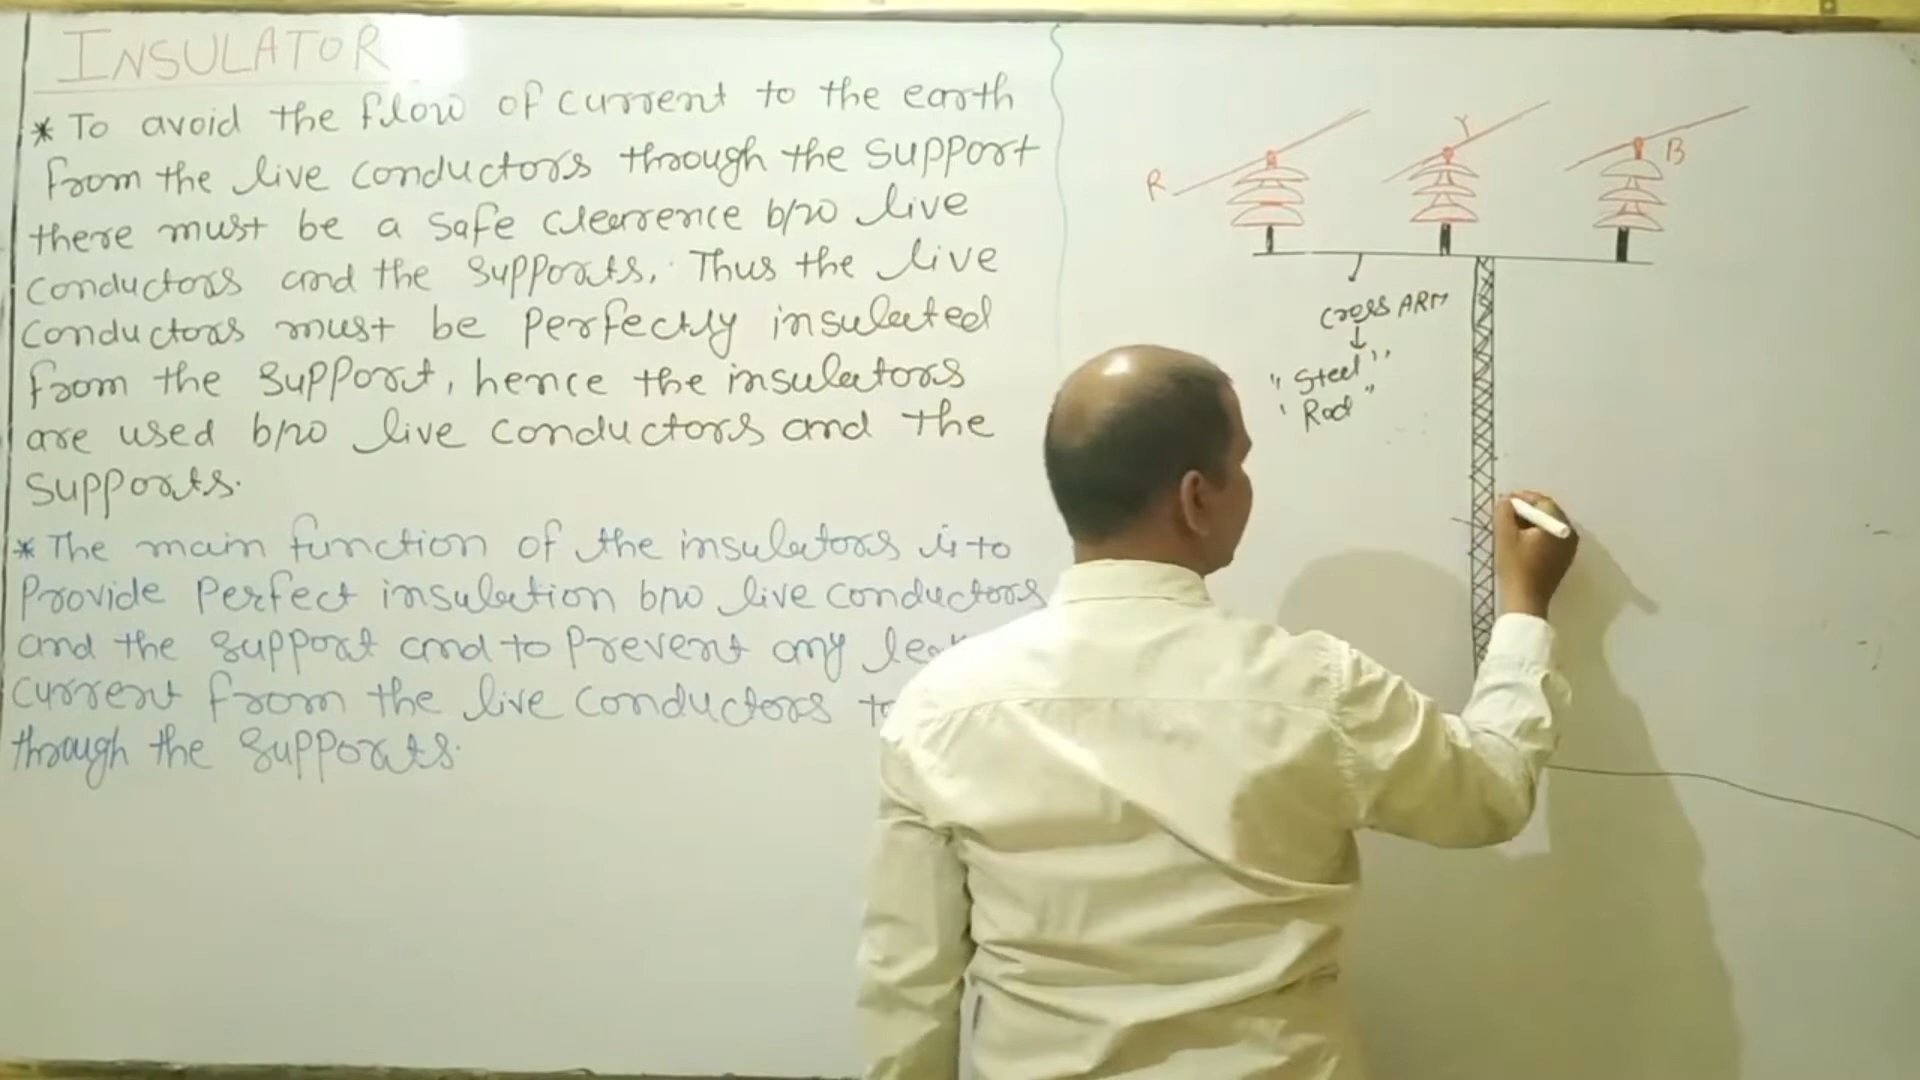 INSULATOR
* To avoid the flow of current to the earth
from the live conductors through the support
there must be a safe clearence b/w live
conductors and the supports. Thus the live
conductors must be perfectly insulated
from the support, hence the insulators
are used b/w live conductors and the
supports.
* The main function of the insulators is to
Provide Perfect insulation b/w live conductors
and the support and to prevent any
current from the live conductors
through the supports.
R
Y
B
Cross ARM
"Steel"
"Rod"